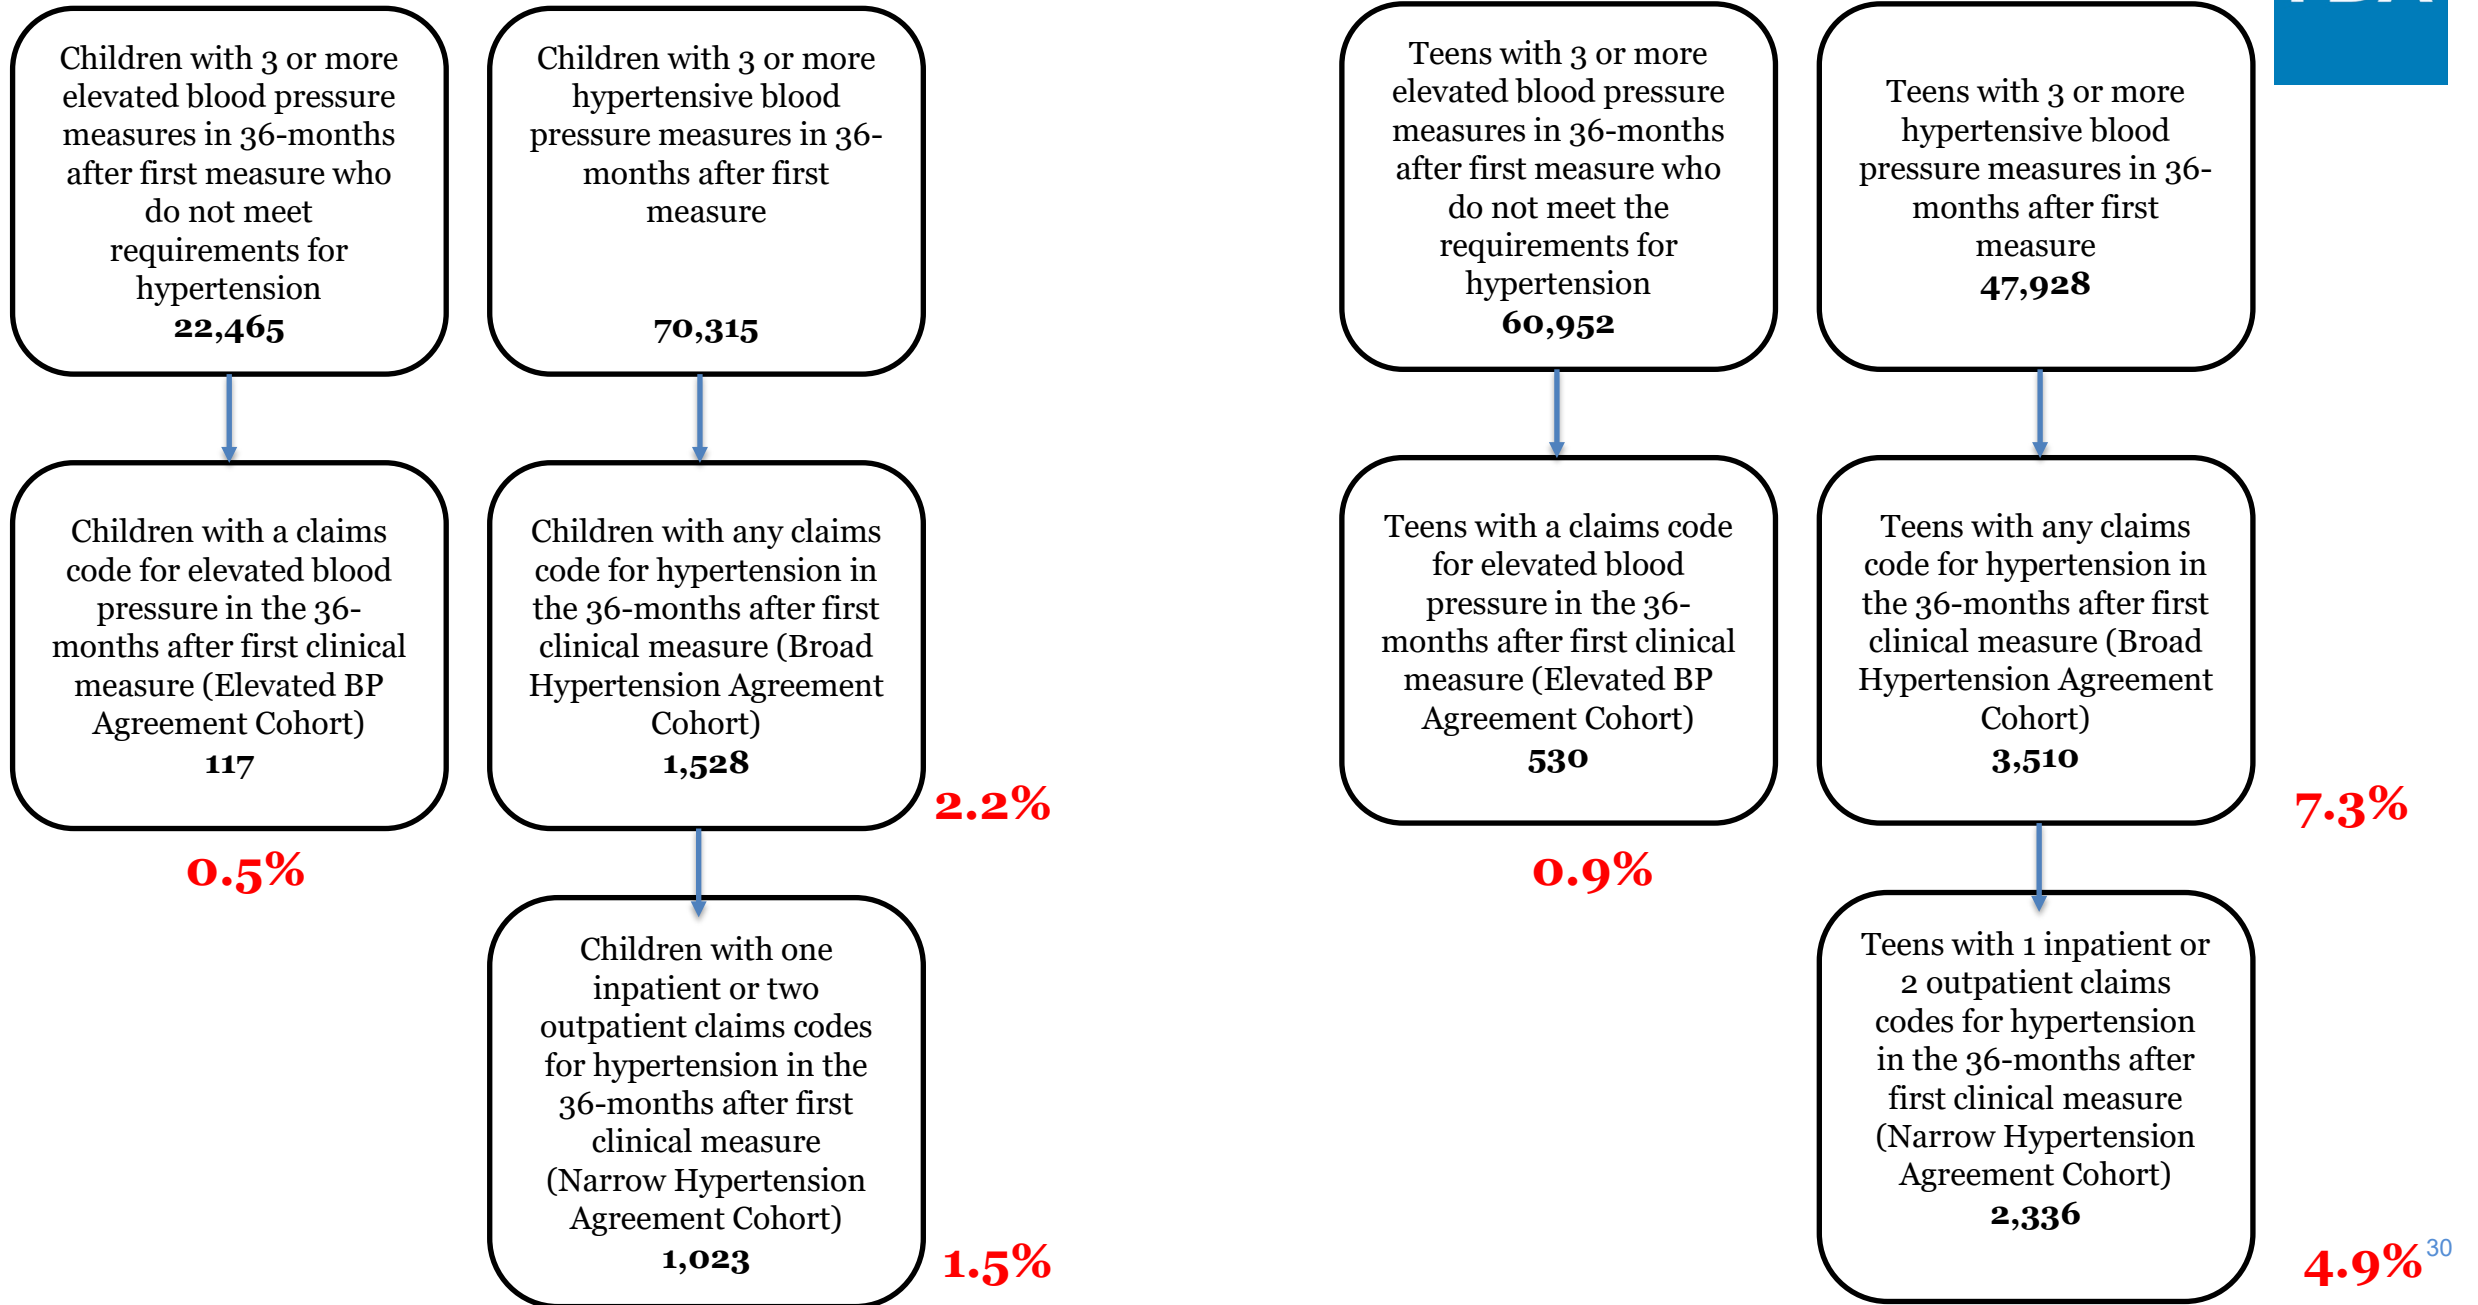 Children with 3 or more
elevated blood pressure
measures in 36-months
after first measure who
do not meet
requirements for
hypertension
22,465
Children with 3 or more
hypertensive blood
pressure measures in 36-
months after first
measure
70,315
Teens with 3 or more
elevated blood pressure
measures in 36-months
after first measure who
do not meet the
requirements for
hypertension
60,952
Teens with 3 or more
hypertensive blood
pressure measures in 36-
months after first
measure
47,928
Children with a claims
code for elevated blood
pressure in the 36-
months after first clinical
measure (Elevated BP
Agreement Cohort)
117
0.5%
Children with any claims
code for hypertension in
the 36-months after first
clinical measure (Broad
Hypertension Agreement
Cohort)
1,528
2.2%
Teens with a claims code
for elevated blood
pressure in the 36-
months after first clinical
measure (Elevated BP
Agreement Cohort)
530
0.9%
Teens with any claims
code for hypertension in
the 36-months after first
clinical measure (Broad
Hypertension Agreement
Cohort)
3,510
7.3%
Children with one
inpatient or two
outpatient claims codes
for hypertension in the
36-months after first
clinical measure
(Narrow Hypertension
Agreement Cohort)
1,023
1.5%
Teens with 1 inpatient or
2 outpatient claims
codes for hypertension
in the 36-months after
first clinical measure
(Narrow Hypertension
Agreement Cohort)
2,336
4.9%
30